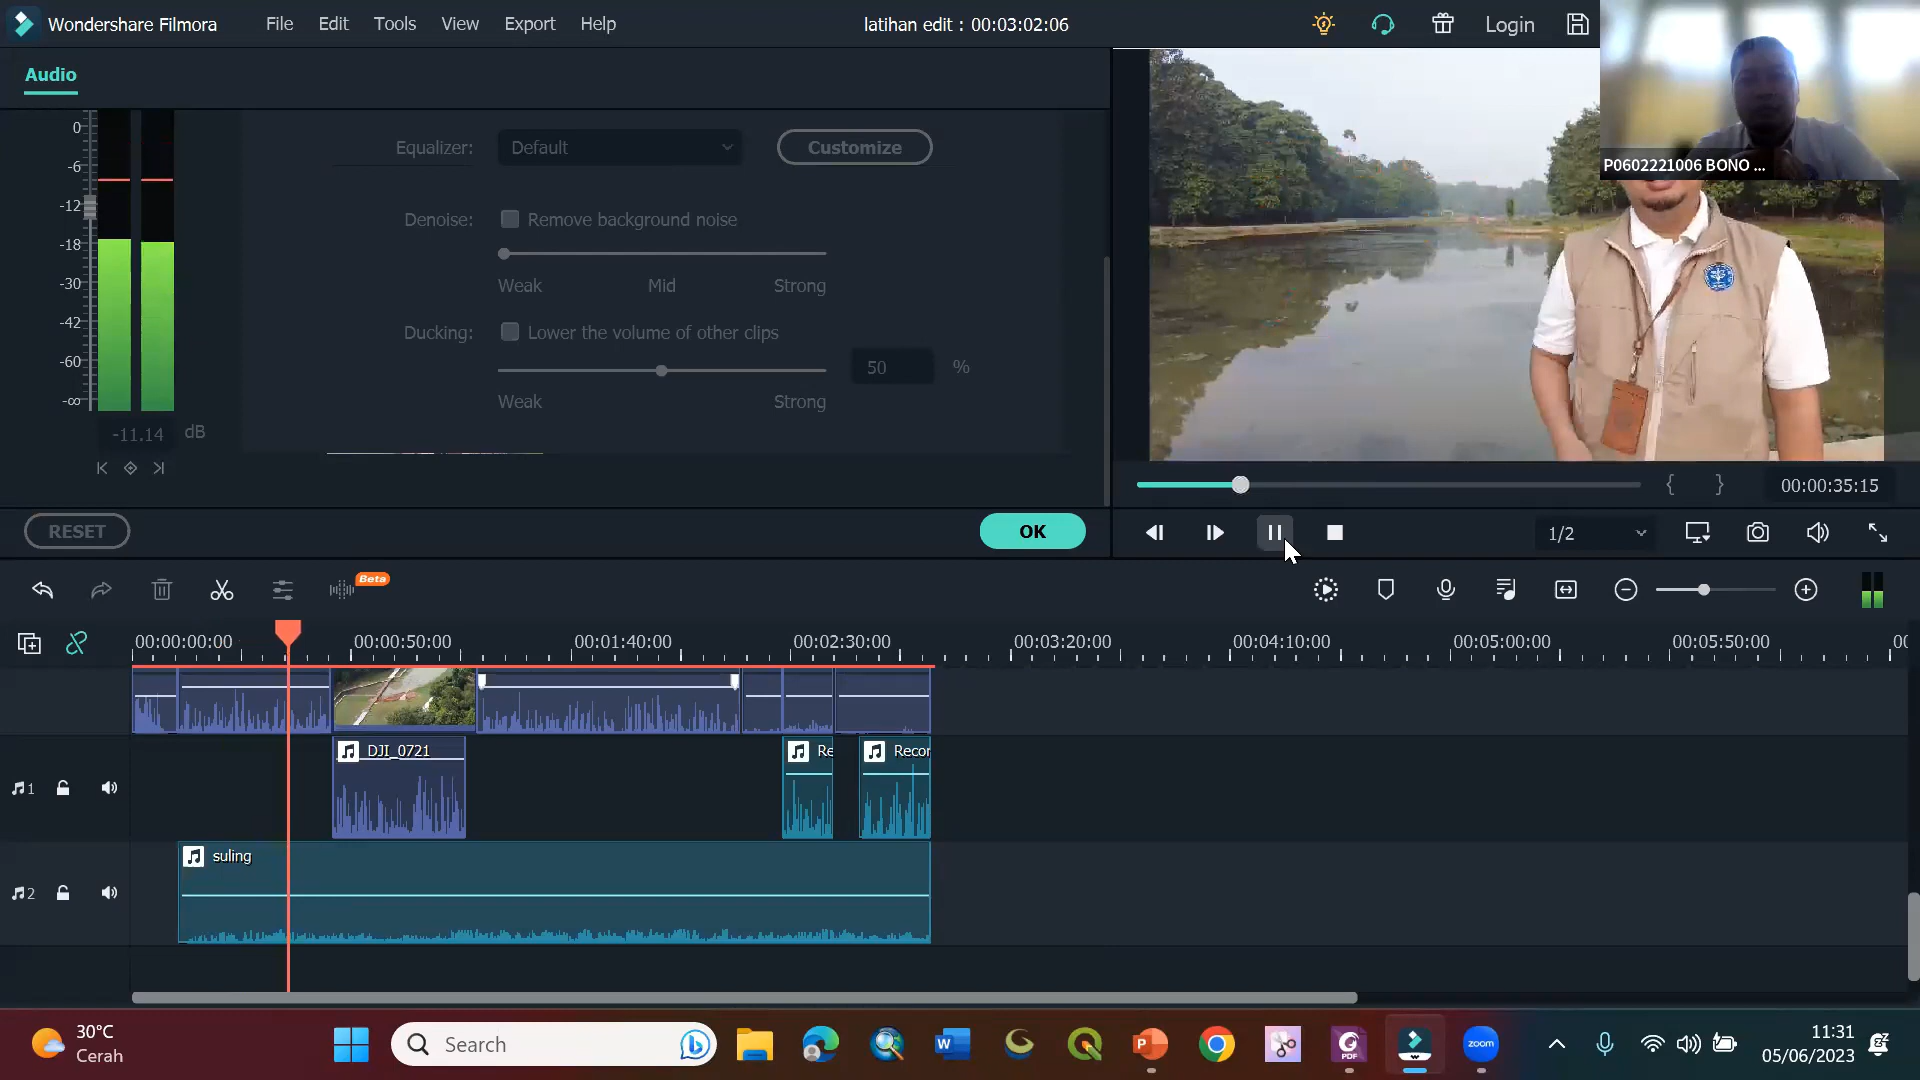 Wondershare Filmora File Edit Tools View Export Help latihan edit : 00:03:02:06 Login
P0602221006 BONO ...
Audio
0
-6
-12
-18
-30
-42
-60
-∞
-11.14 dB
Equalizer: Default Customize
Denoise: Remove background noise
Weak Mid Strong
Ducking: Lower the volume of other clips
50 %
Weak Strong
RESET OK
{ } 00:00:35:15
1/2
Beta
00:00:00:00 00:00:50:00 00:01:40:00 00:02:30:00 00:03:20:00 00:04:10:00 00:05:00:00 00:05:50:00 00
DJI_0721 Re Recor
1
suling
2
30°C
Cerah
Search
11:31
05/06/2023
W
P
PDF
zoom